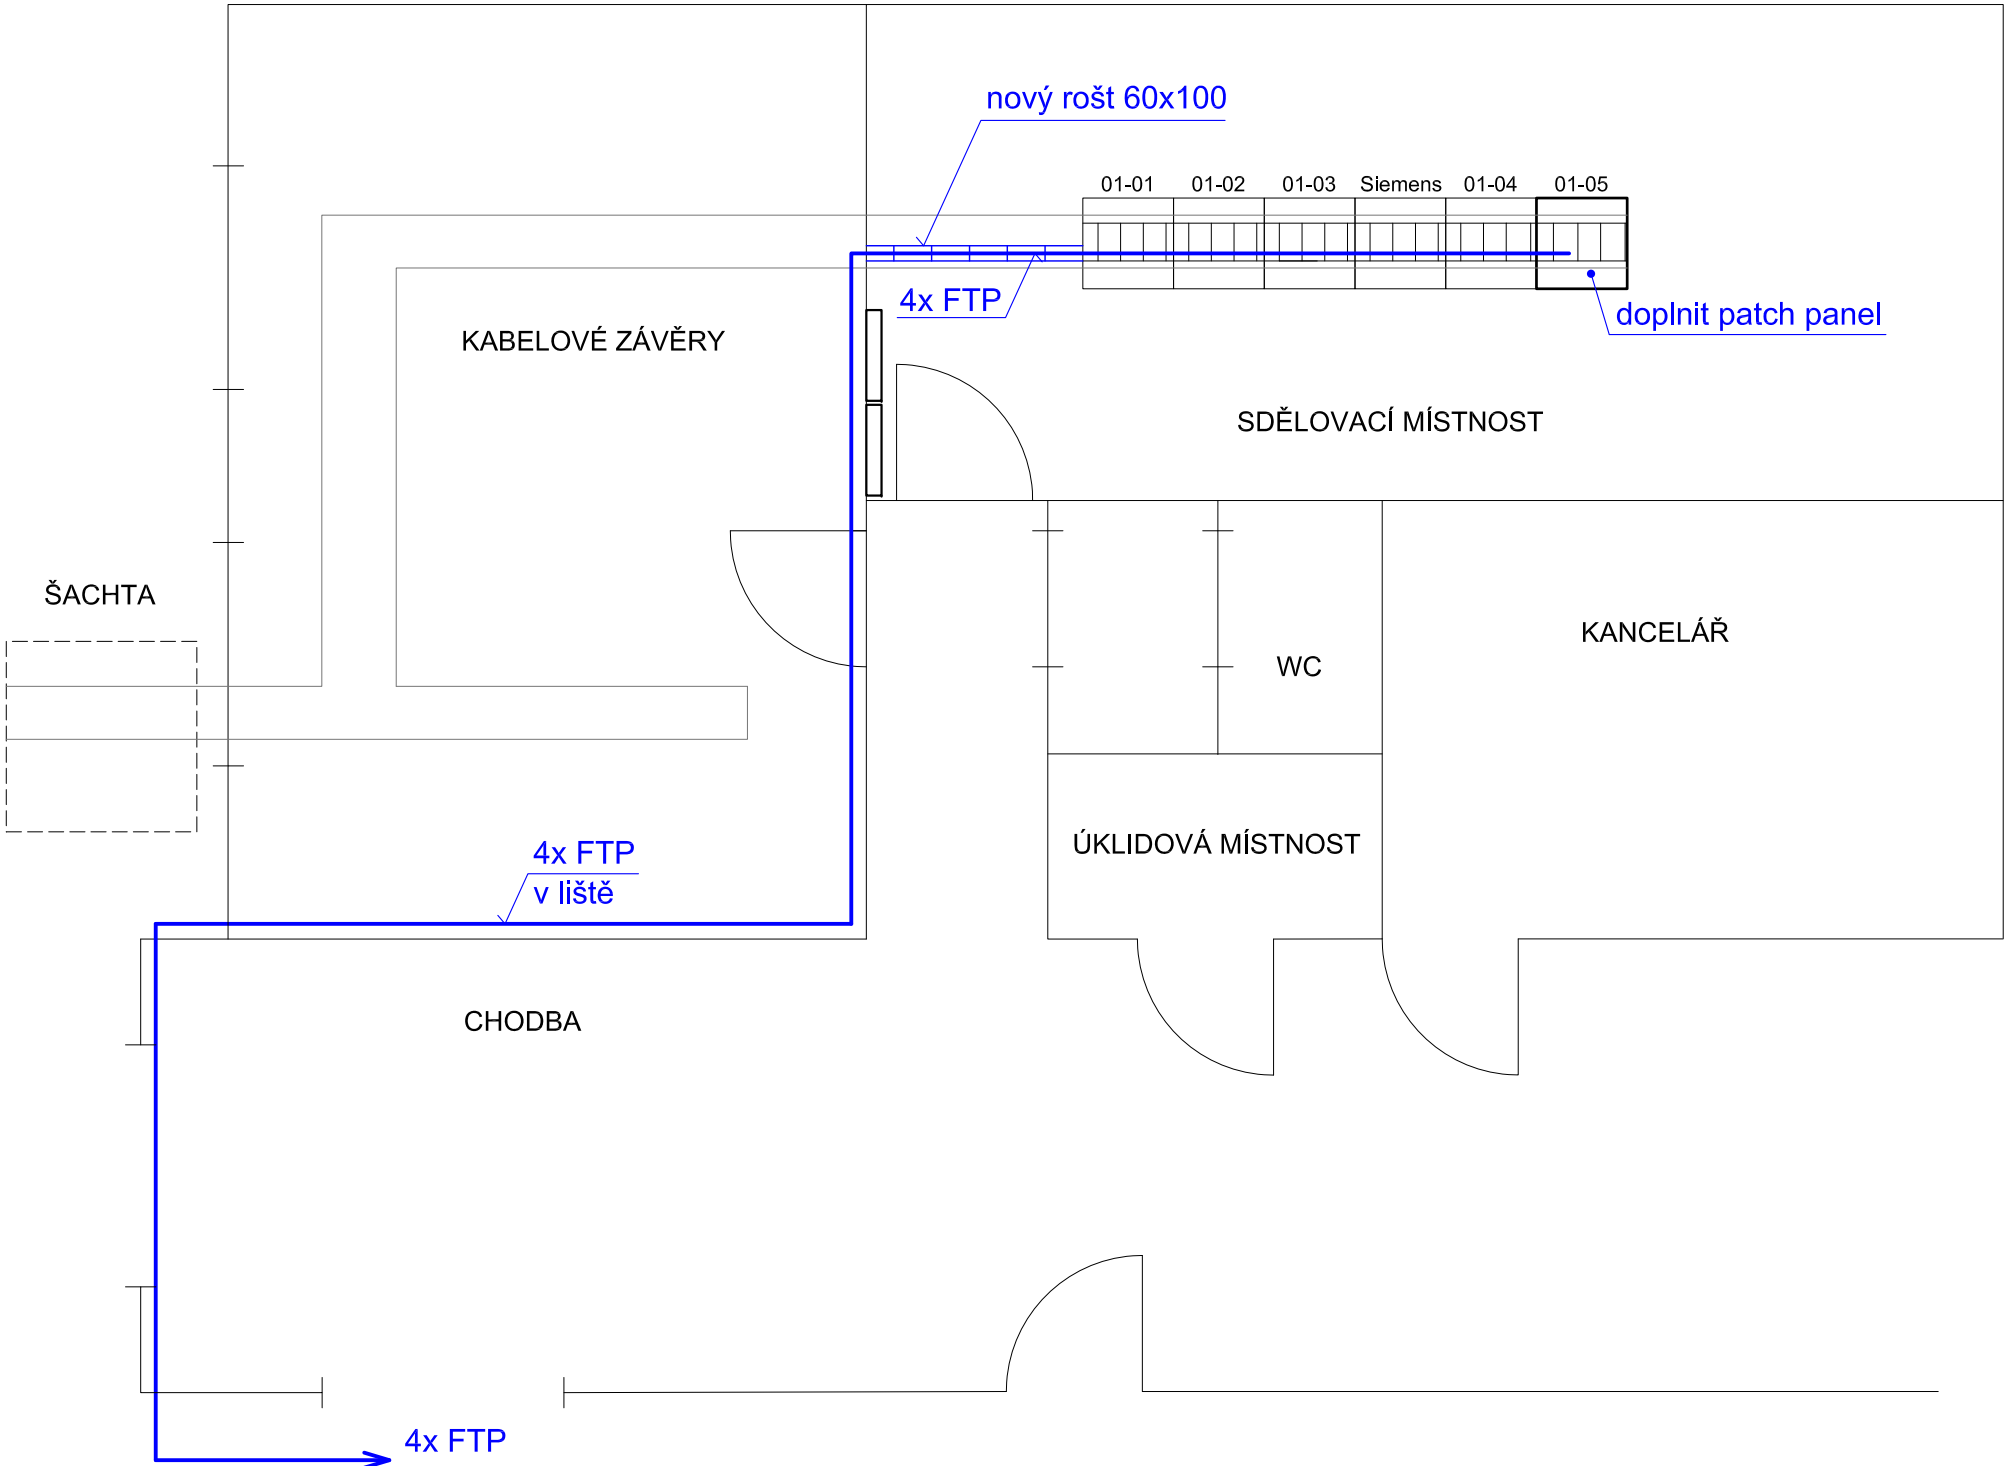 nový rošt 60x100
01-01 01-02 01-03 Siemens 01-04 01-05
4x FTP
doplnit patch panel
KABELOVÉ ZÁVĚRY
SDĚLOVACÍ MÍSTNOST
ŠACHTA
KANCELÁŘ
WC
ÚKLIDOVÁ MÍSTNOST
4x FTP
v liště
CHODBA
4x FTP